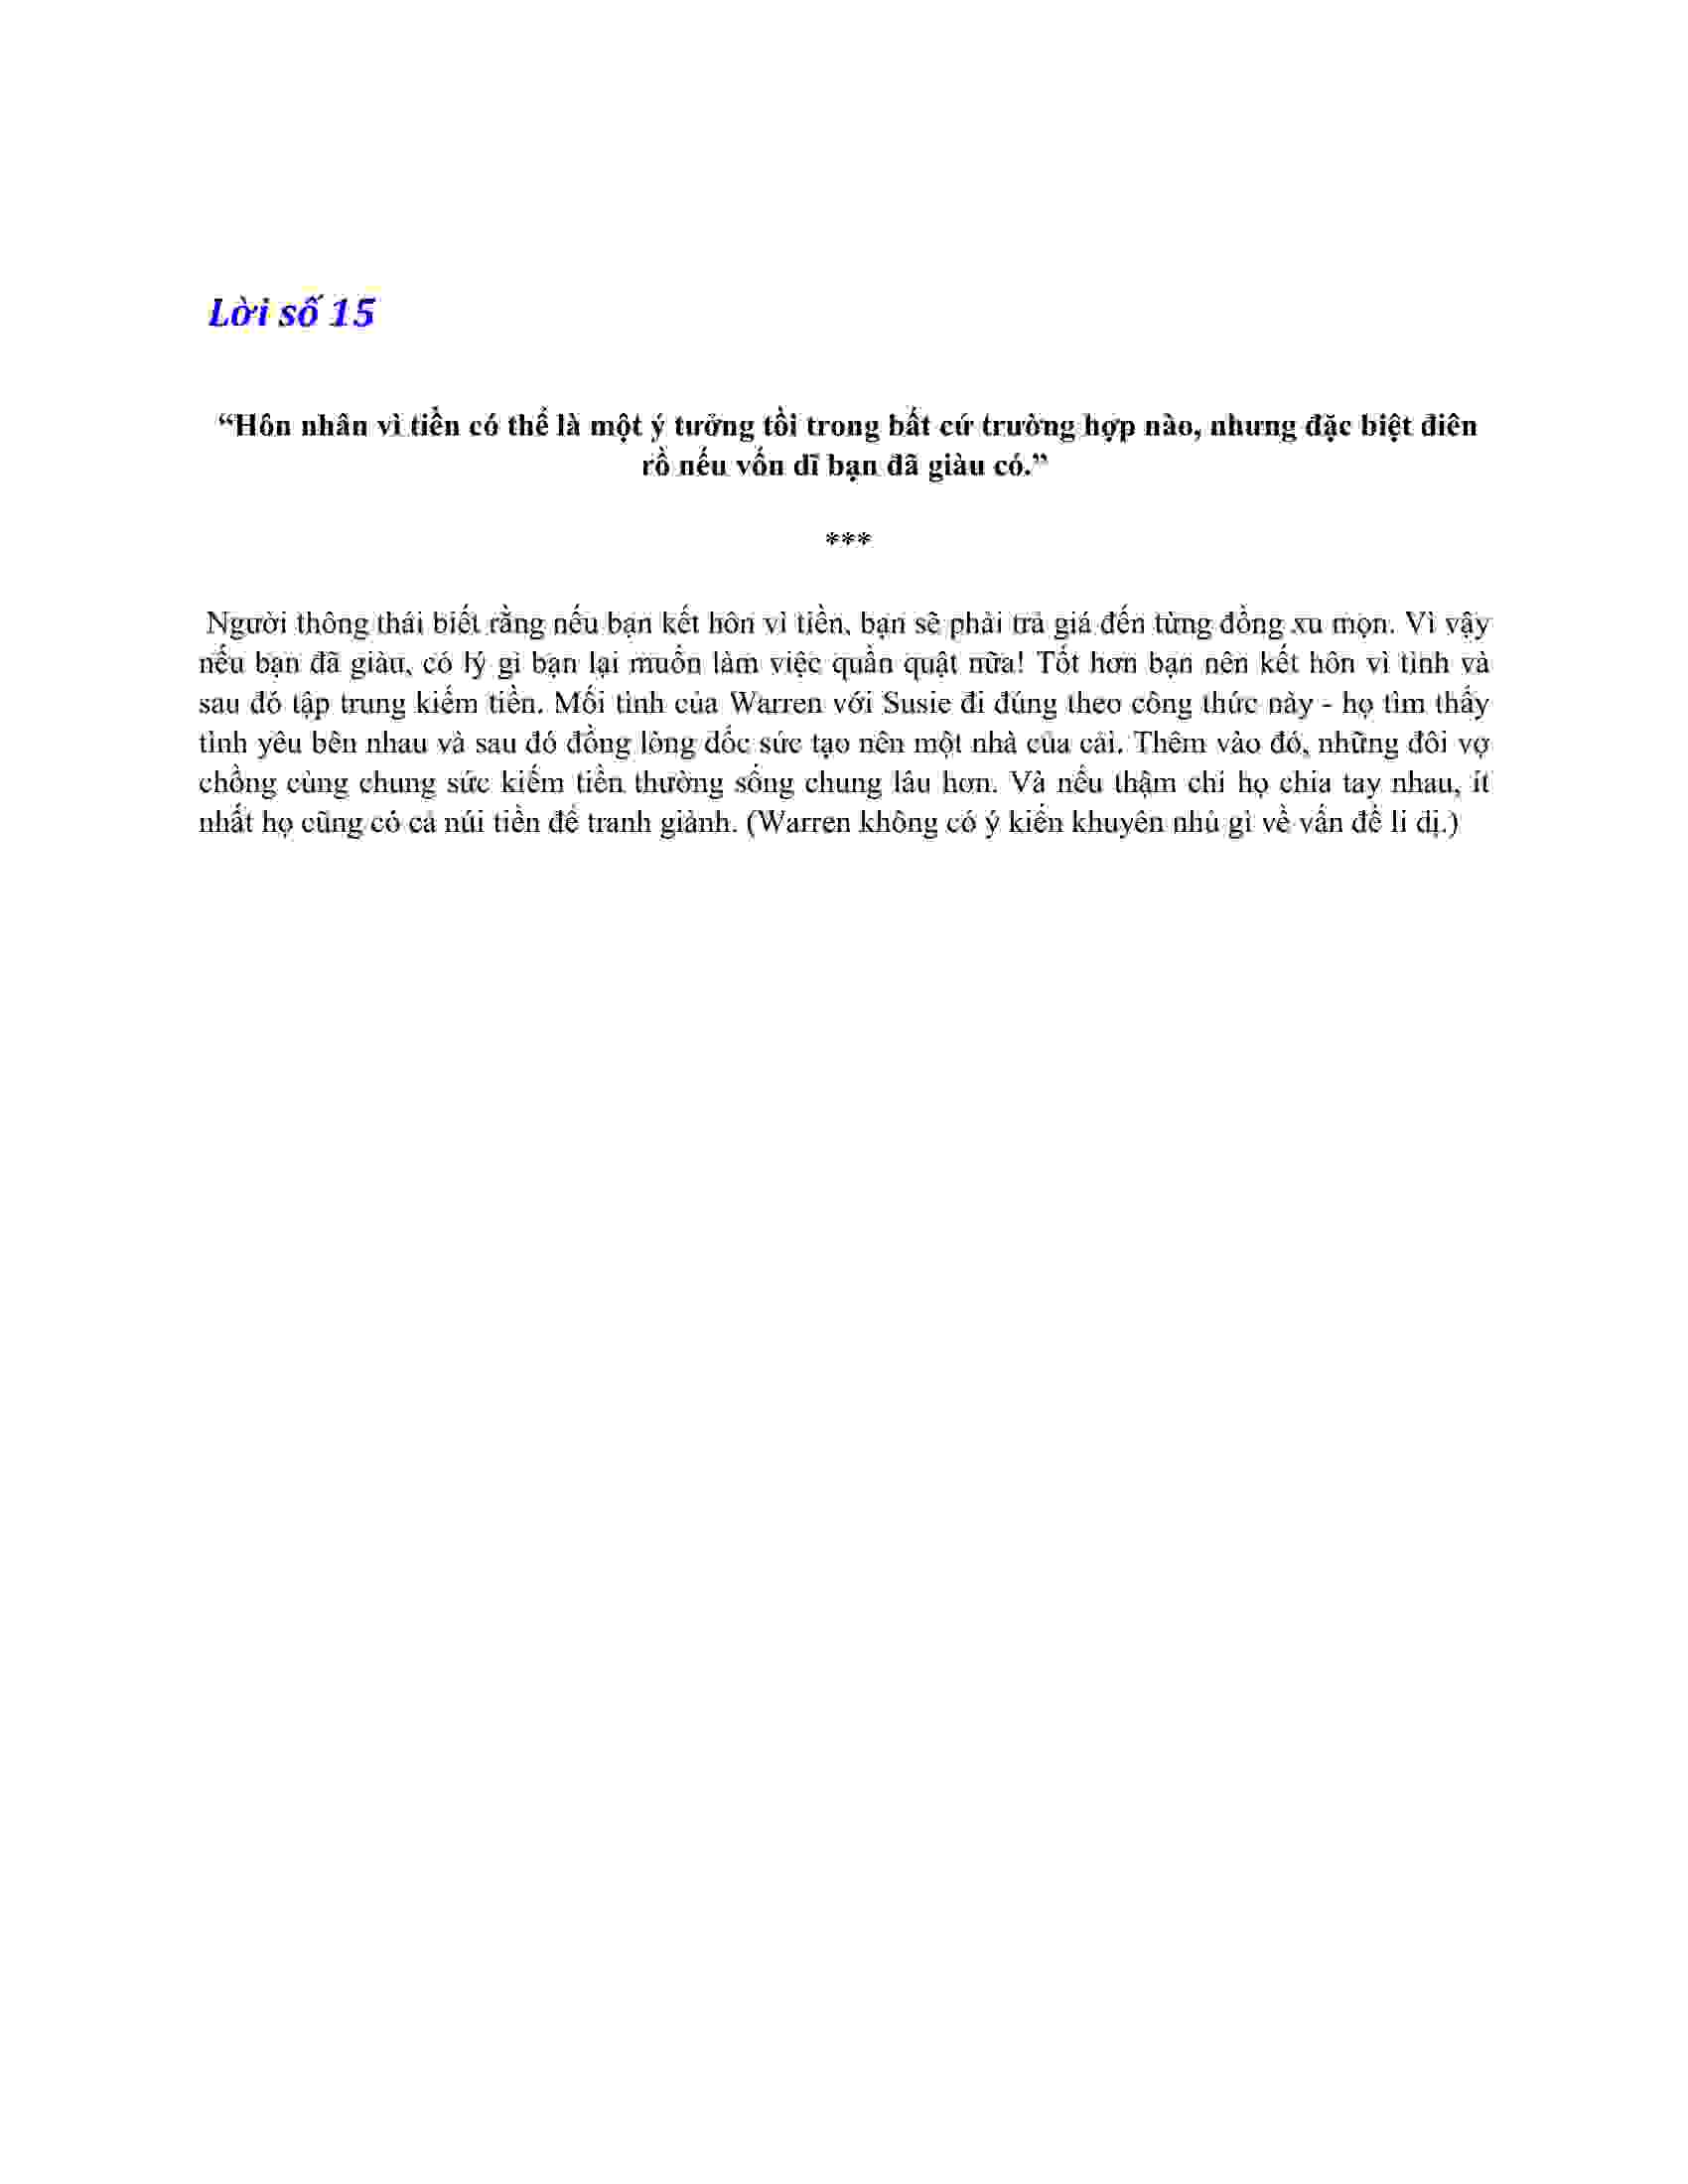 Lời số 15
“Hôn nhân vì tiền có thể là một ý tưởng tồi trong bất cứ trường hợp nào, nhưng đặc biệt điên
rồ nếu vốn dĩ bạn đã giàu có.”
***
Người thông thái biết rằng nếu bạn kết hôn vì tiền, bạn sẽ phải trả giá đến từng đồng xu mọn. Vì vậy
nếu bạn đã giàu, có lý gì bạn lại muốn làm việc quần quật nữa! Tốt hơn bạn nên kết hôn vì tình và
sau đó tập trung kiếm tiền. Mối tình của Warren với Susie đi đúng theo công thức này - họ tìm thấy
tình yêu bên nhau và sau đó đồng lòng dốc sức tạo nên một nhà của cải. Thêm vào đó, những đôi vợ
chồng cùng chung sức kiếm tiền thường sống chung lâu hơn. Và nếu thậm chí họ chia tay nhau, ít
nhất họ cũng có cả núi tiền để tranh giành. (Warren không có ý kiến khuyên nhủ gì về vấn đề li dị.)